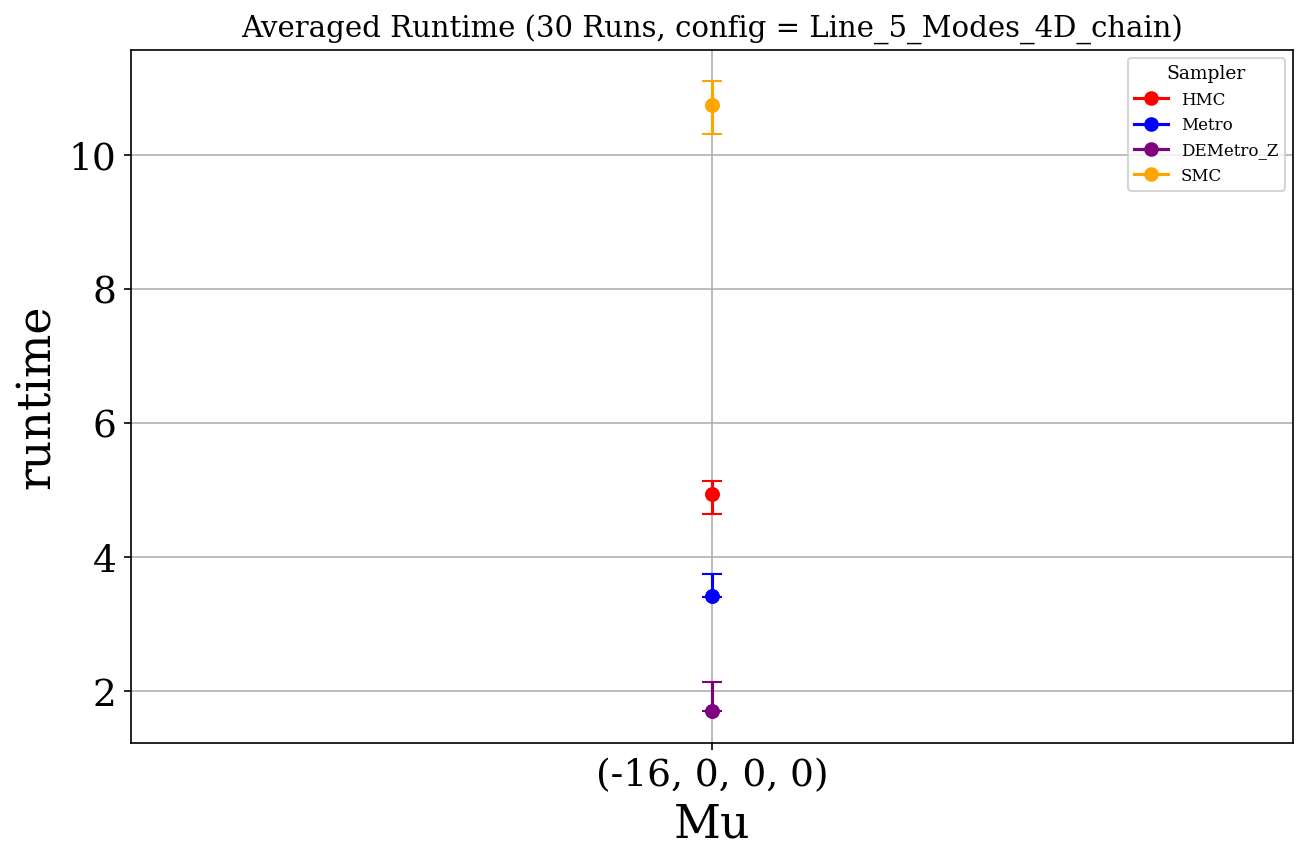 Averaged Runtime (30 Runs, config = Line_5_Modes_4D_chain)
Sampler
HMC
Metro
DEMetro_Z
SMC
10
8
6
4
2
runtime
(-16, 0, 0, 0)
Mu